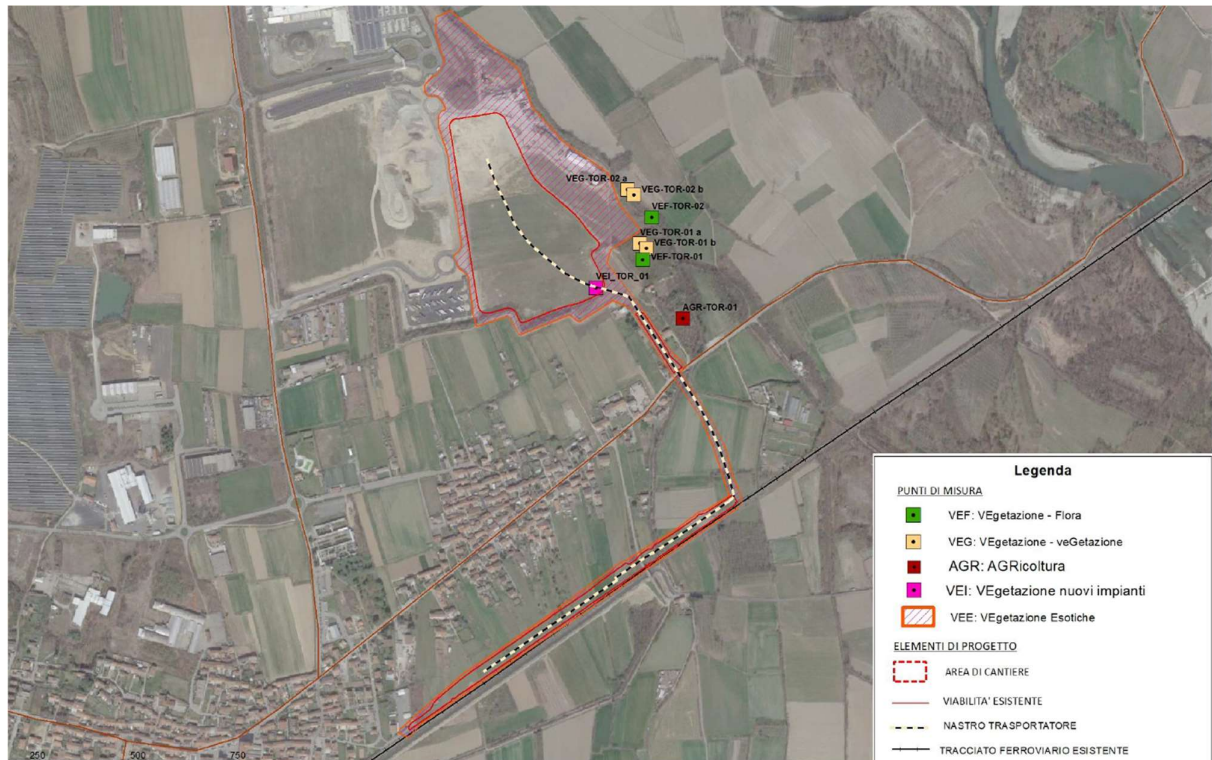 VEG-TOR-02 a
VEG-TOR-02 b
VEF-TOR-02
VEG-TOR-01 a
VEG-TOR-01 b
VEF-TOR-01
VEI_TOR_01
AGR-TOR-01
Legenda
PUNTI DI MISURA
VEF: VEgetazione - Flora
VEG: VEgetazione - veGetazione
AGR: AGRicoltura
VEI: VEgetazione nuovi impianti
VEE: VEgetazione Esotiche
ELEMENTI DI PROGETTO
AREA DI CANTIERE
VIABILITA' ESISTENTE
NASTRO TRASPORTATORE
TRACCIATO FERROVIARIO ESISTENTE
250 500 750